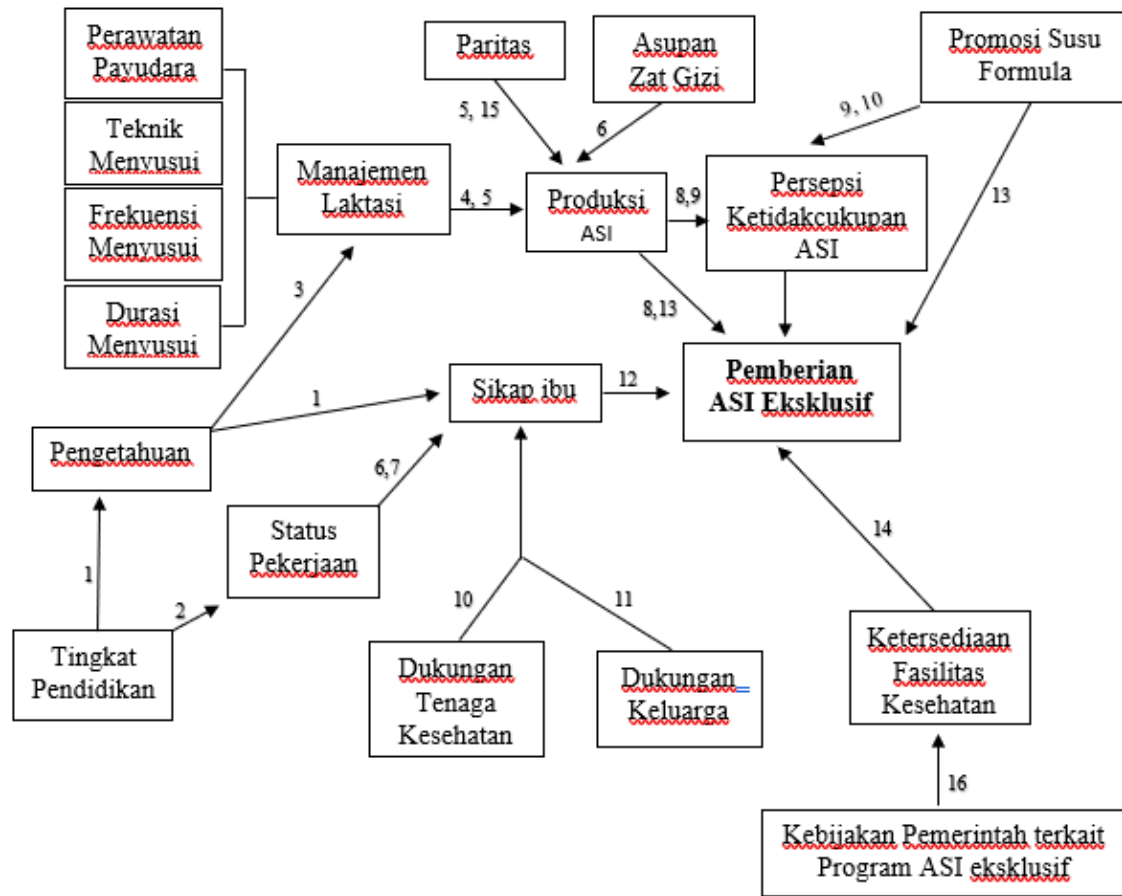 Perawatan
Payudara
Teknik
Menyusui
Frekuensi
Menyusui
Durasi
Menyusui
Manajemen
Laktasi
Paritas
Asupan
Zat Gizi
Promosi Susu
Formula
5, 15
6
9, 10
4, 5
Produksi
ASI
8,9
Persepsi
Ketidakcukupan
ASI
13
3
8,13
1
Sikap ibu
12
Pemberian
ASI Eksklusif
Pengetahuan
6,7
Status
Pekerjaan
14
1
2
10
11
Tingkat
Pendidikan
Dukungan
Tenaga
Kesehatan
Dukungan
Keluarga
Ketersediaan
Fasilitas
Kesehatan
16
Kebijakan Pemerintah terkait
Program ASI eksklusif